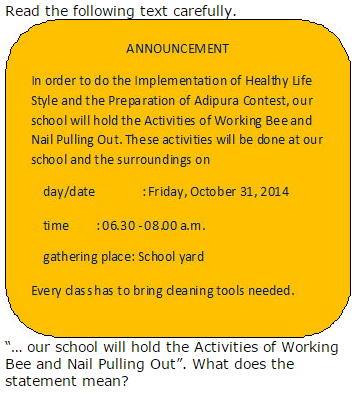 Read the following text carefully.
ANNOUNCEMENT
In order to do the Implementation of Healthy Life
Style and the Preparation of Adipura Contest, our
school will hold the Activities of Working Bee and
Nail Pulling Out. These activities will be done at our
school and the surroundings on
day/date : Friday, October 31, 2014
time : 06.30 - 08.00 a.m.
gathering place: School yard
Every class has to bring cleaning tools needed.
“... our school will hold the Activities of Working
Bee and Nail Pulling Out”. What does the
statement mean?